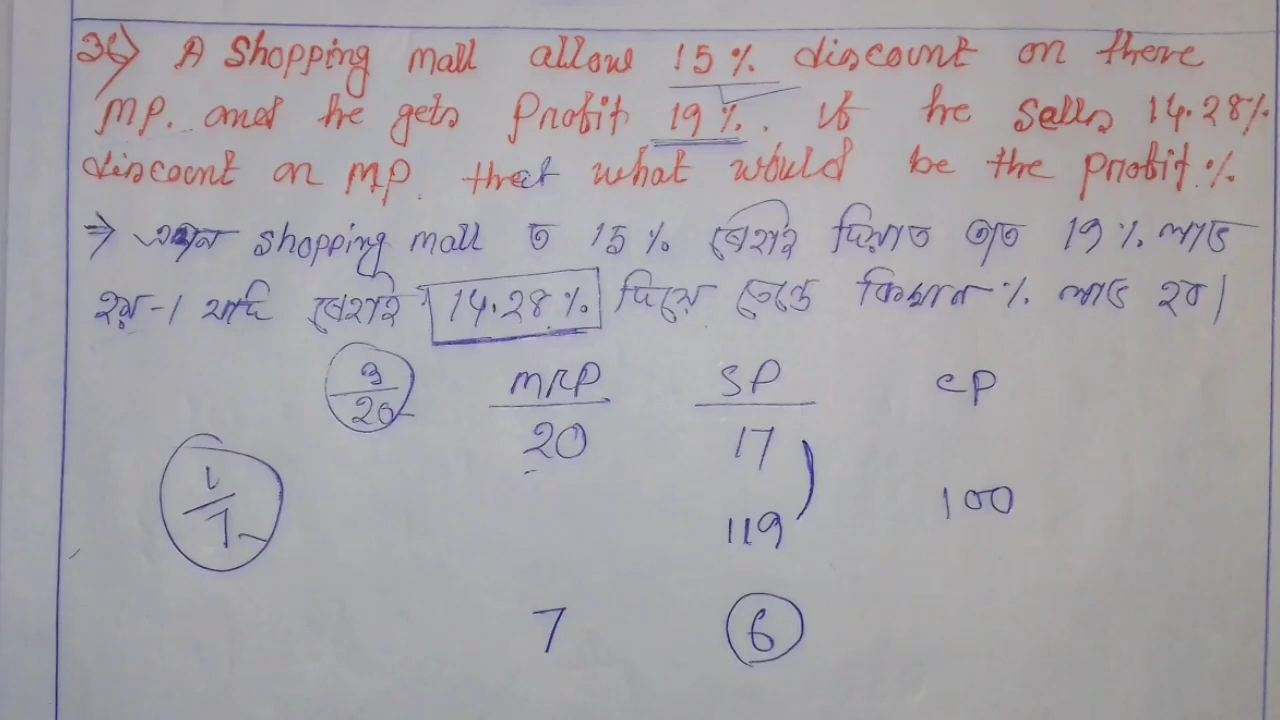 36) A Shopping mall allow 15% discount on there
MP. and he gets Profit 19%. if he Sells 14.28%
discount on MP that what would be the profit %
⇒ এখন shopping mall ত 15% ৰেহাই দিয়াত তাত 19% লাভ
হয়-। যদি ৰেহাই 14.28% দিয়ে তেন্তে কিমান % লাভ হব।
3/20 MRP SP CP
20 17
1/7 119 100
7 6